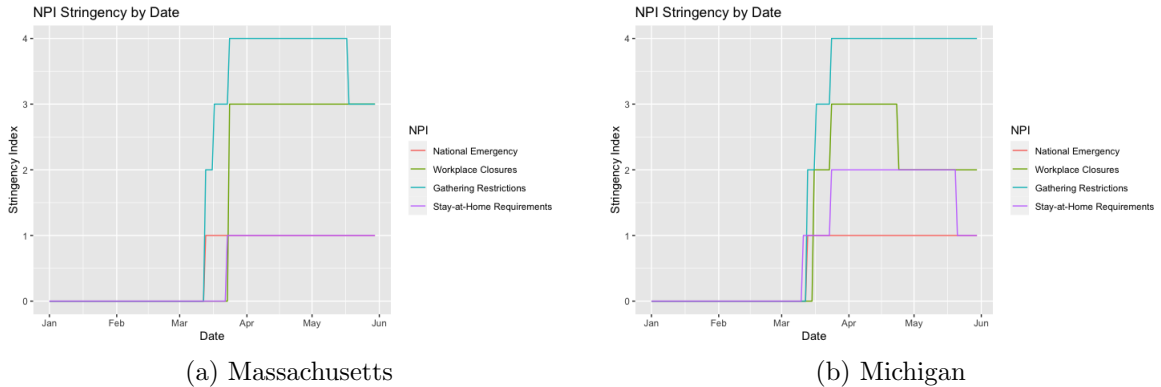 NPI Stringency by Date
4
3
2
1
0
Stringency Index
Jan Feb Mar Apr May Jun
Date
NPI
National Emergency
Workplace Closures
Gathering Restrictions
Stay-at-Home Requirements
(a) Massachusetts
NPI Stringency by Date
4
3
2
1
0
Stringency Index
Jan Feb Mar Apr May Jun
Date
NPI
National Emergency
Workplace Closures
Gathering Restrictions
Stay-at-Home Requirements
(b) Michigan